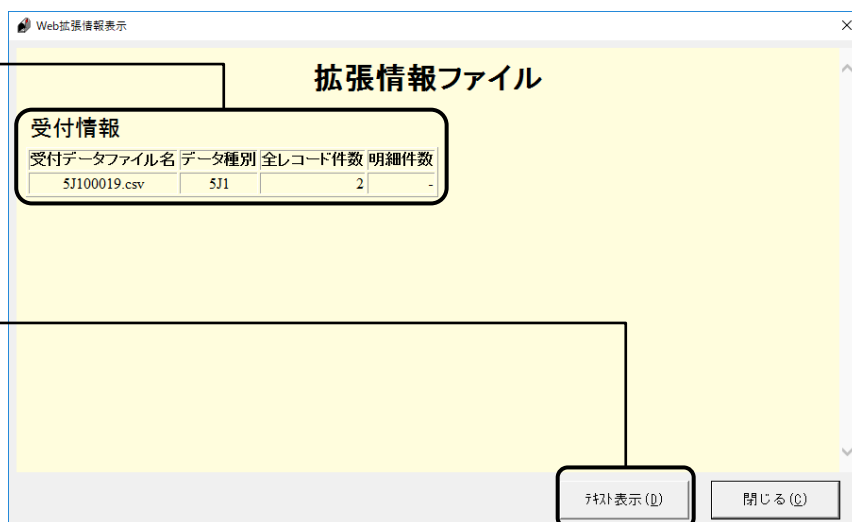 Web拡張情報表示
拡張情報ファイル
受付情報
受付データファイル名 データ種別 全レコード件数 明細件数
5J100019.csv 5J1 2 -
ﾃｷｽﾄ表示(D) 閉じる(C)